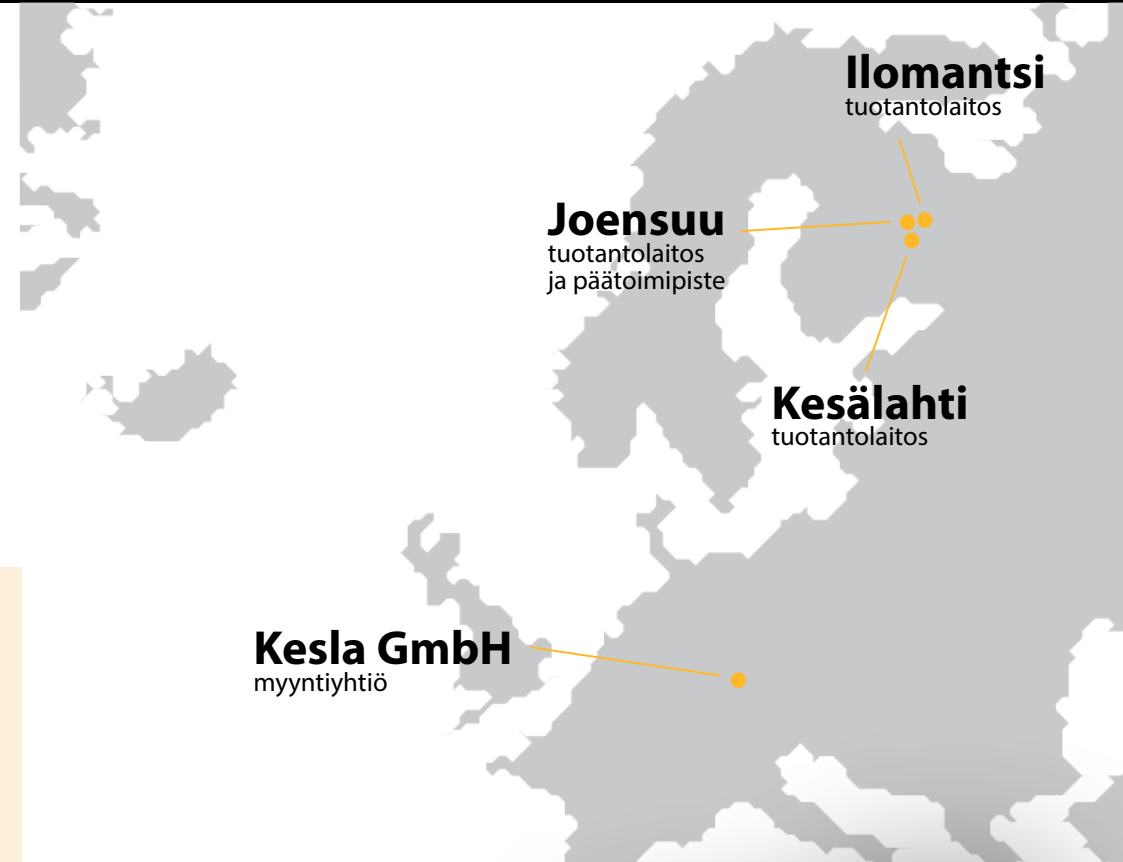 Ilomantsi
tuotantolaitos
Joensuu
tuotantolaitos
ja päätoimipiste
Kesälahti
tuotantolaitos
Kesla GmbH
myyntiyhtiö